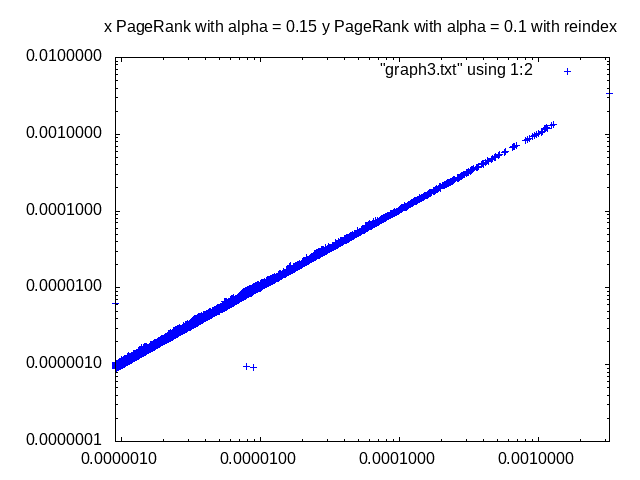 x PageRank with alpha = 0.15 y PageRank with alpha = 0.1 with reindex
0.0100000
"graph3.txt" using 1:2
0.0010000
0.0001000
0.0000100
0.0000010
0.0000001
0.0000010 0.0000100 0.0001000 0.0010000